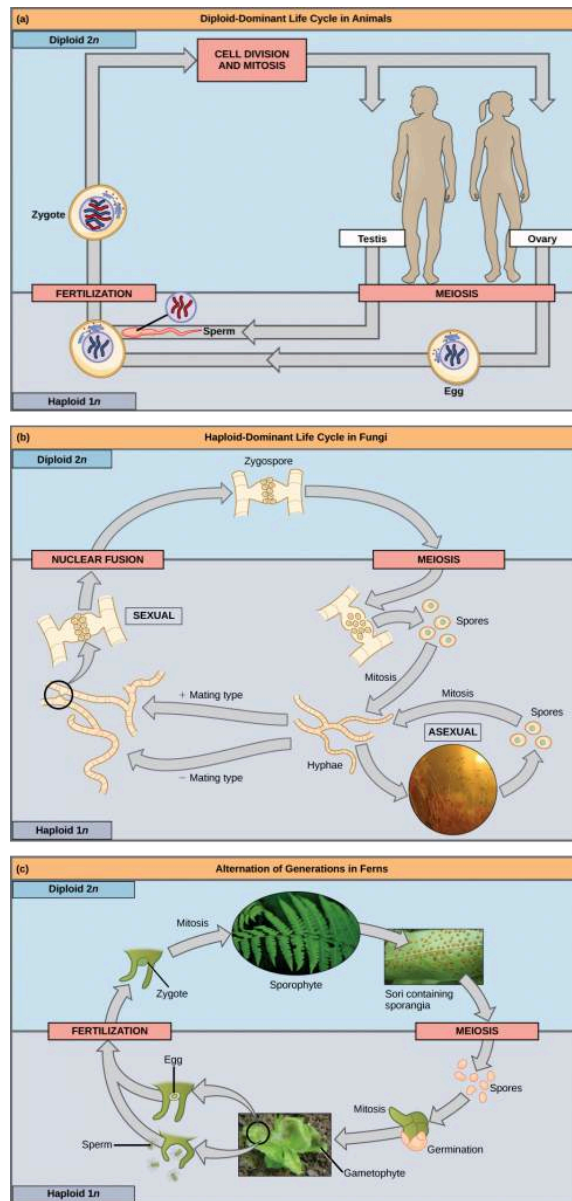 (a) Diploid-Dominant Life Cycle in Animals
Diploid 2n
CELL DIVISION
AND MITOSIS
Zygote
Testis
Ovary
FERTILIZATION
MEIOSIS
Sperm
Egg
Haploid 1n
(b) Haploid-Dominant Life Cycle in Fungi
Diploid 2n
Zygospore
NUCLEAR FUSION
MEIOSIS
SEXUAL
Spores
Mitosis
+ Mating type
Mitosis
Spores
ASEXUAL
Hyphae
− Mating type
Haploid 1n
(c) Alternation of Generations in Ferns
Diploid 2n
Mitosis
Zygote
Sporophyte
Sori containing
sporangia
FERTILIZATION
MEIOSIS
Egg
Spores
Mitosis
Sperm
Germination
Gametophyte
Haploid 1n